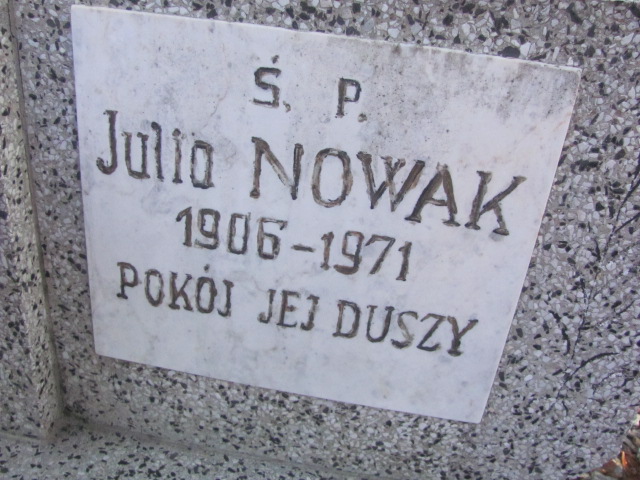 Ś. P.
Julia NOWAK
1906-1971
POKÓJ JEJ DUSZY